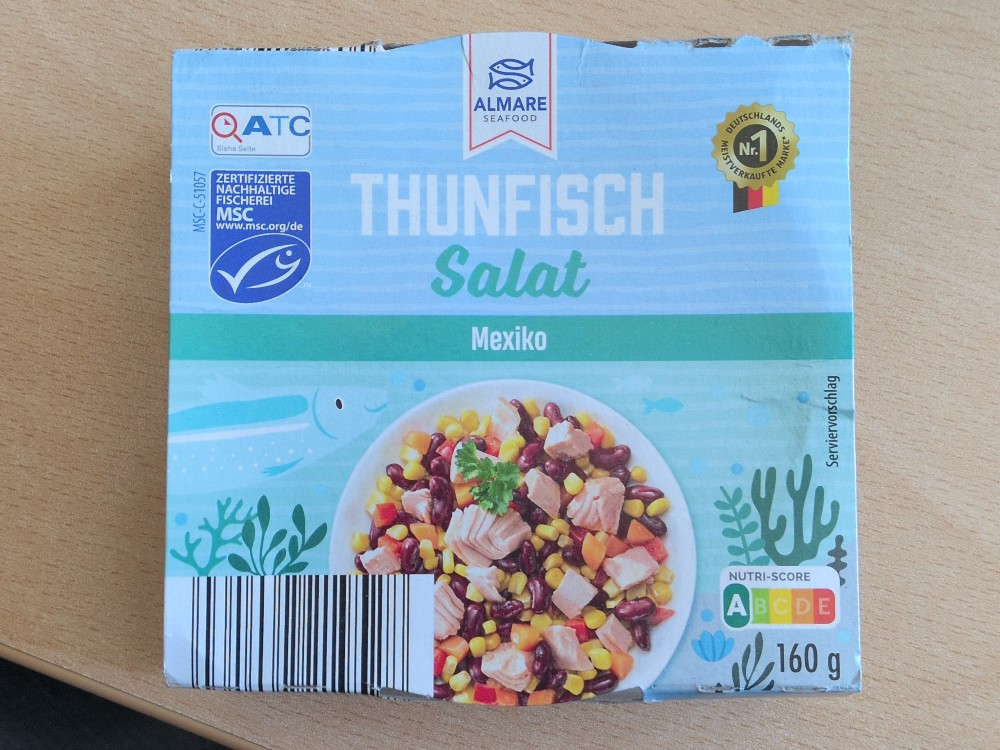 ALMARE
SEAFOOD
ATC
Siehe Seite
DEUTSCHLANDS
Nr.1
MEISTVERKAUFTE MARKE*
MSC-C-51057
ZERTIFIZIERTE
NACHHALTIGE
FISCHEREI
MSC
www.msc.org/de
THUNFISCH
Salat
Mexiko
Serviervorschlag
NUTRI-SCORE
A B C D E
160 g